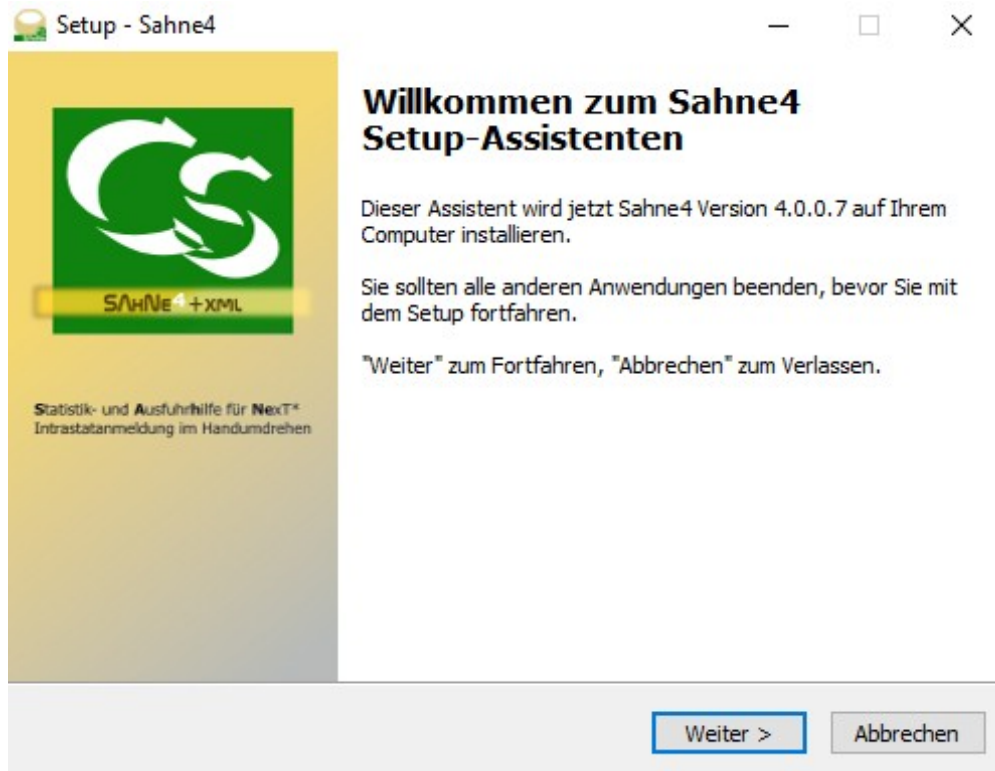 Setup - Sahne4
SAHNE4+XML
Statistik- und Ausfuhrhilfe für NexT*
Intrastatanmeldung im Handumdrehen
Willkommen zum Sahne4
Setup-Assistenten
Dieser Assistent wird jetzt Sahne4 Version 4.0.0.7 auf Ihrem
Computer installieren.
Sie sollten alle anderen Anwendungen beenden, bevor Sie mit
dem Setup fortfahren.
"Weiter" zum Fortfahren, "Abbrechen" zum Verlassen.
Weiter >
Abbrechen